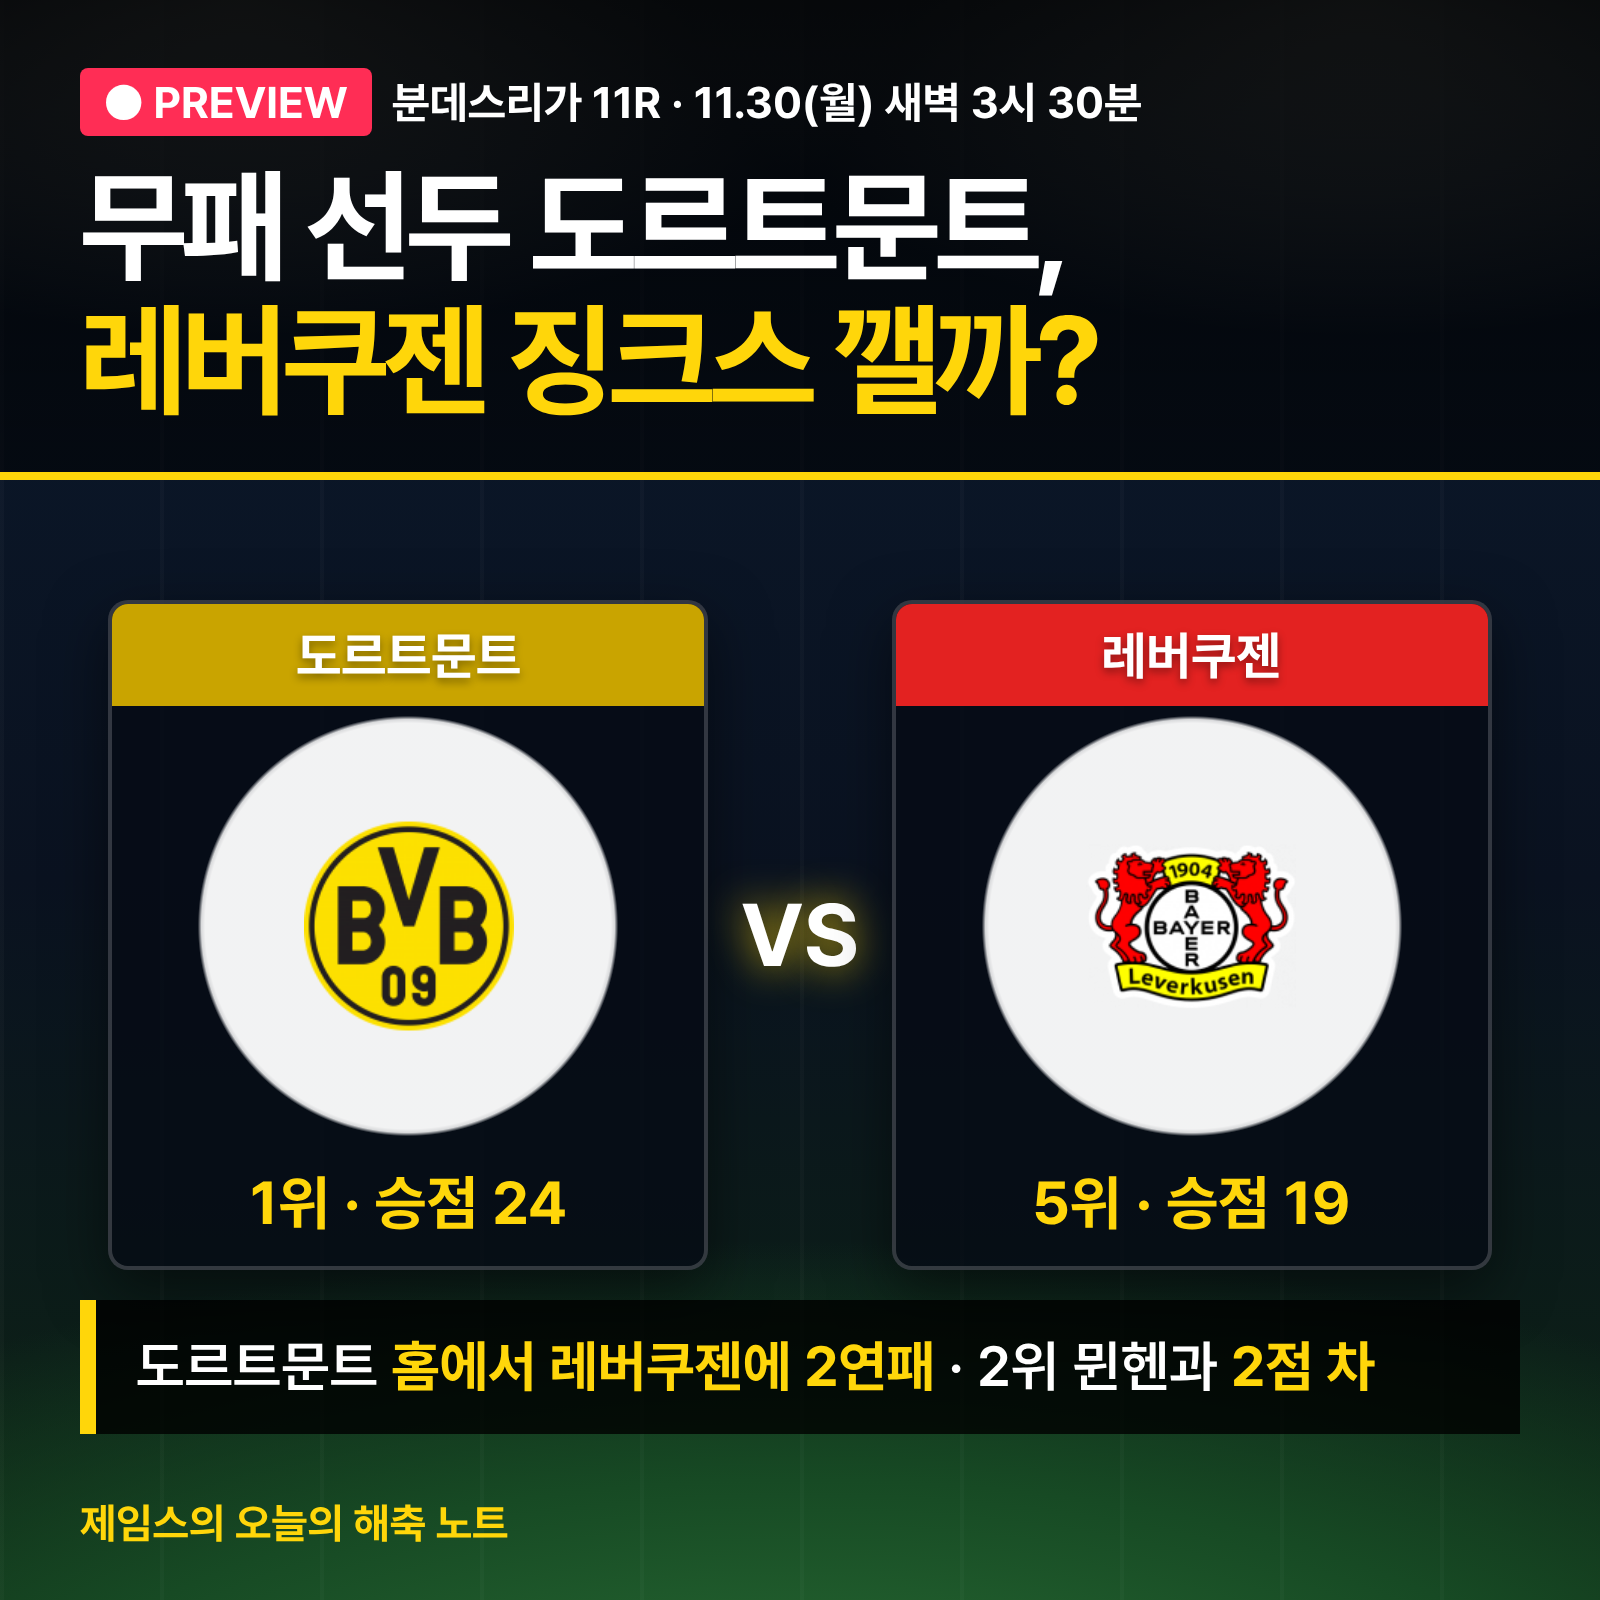 PREVIEW 분데스리가 11R · 11.30(월) 새벽 3시 30분
무패 선두 도르트문트,
레버쿠젠 징크스 깰까?
도르트문트
BVB
09
1위 · 승점 24
VS
레버쿠젠
1904
BAYER
BAYER
Leverkusen
5위 · 승점 19
도르트문트 홈에서 레버쿠젠에 2연패 · 2위 뮌헨과 2점 차
제임스의 오늘의 해축 노트